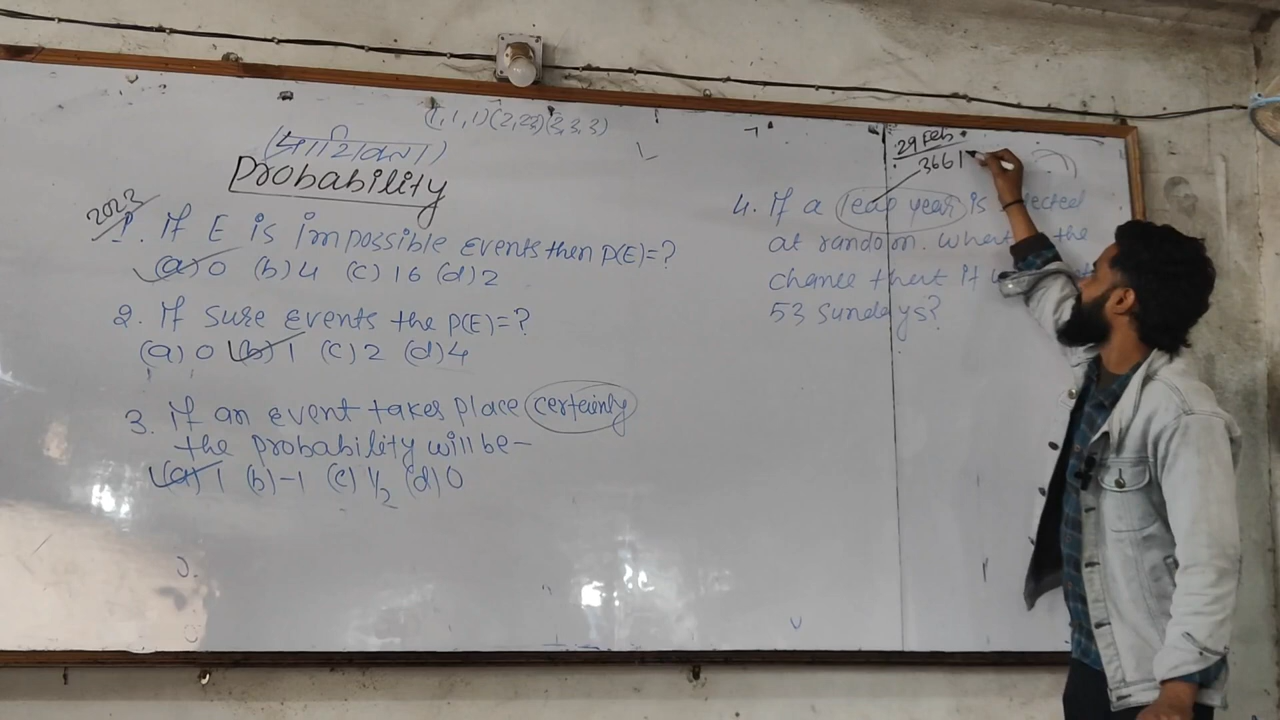 (1,1,1)(2,2,2)(3,3,3)
(प्रायिकता)
Probability
2023
1. If E is impossible events then P(E)=?
(a) 0 (b) 4 (c) 16 (d) 2
2. If sure events the P(E)=?
(a) 0 (b) 1 (c) 2 (d) 4
3. If an event takes place certeinly
the probability will be-
(a) 1 (b) -1 (c) 1/2 (d) 0
29 Feb
366
4. If a leap year is
at random. what the
chance thert it
53 sundays?